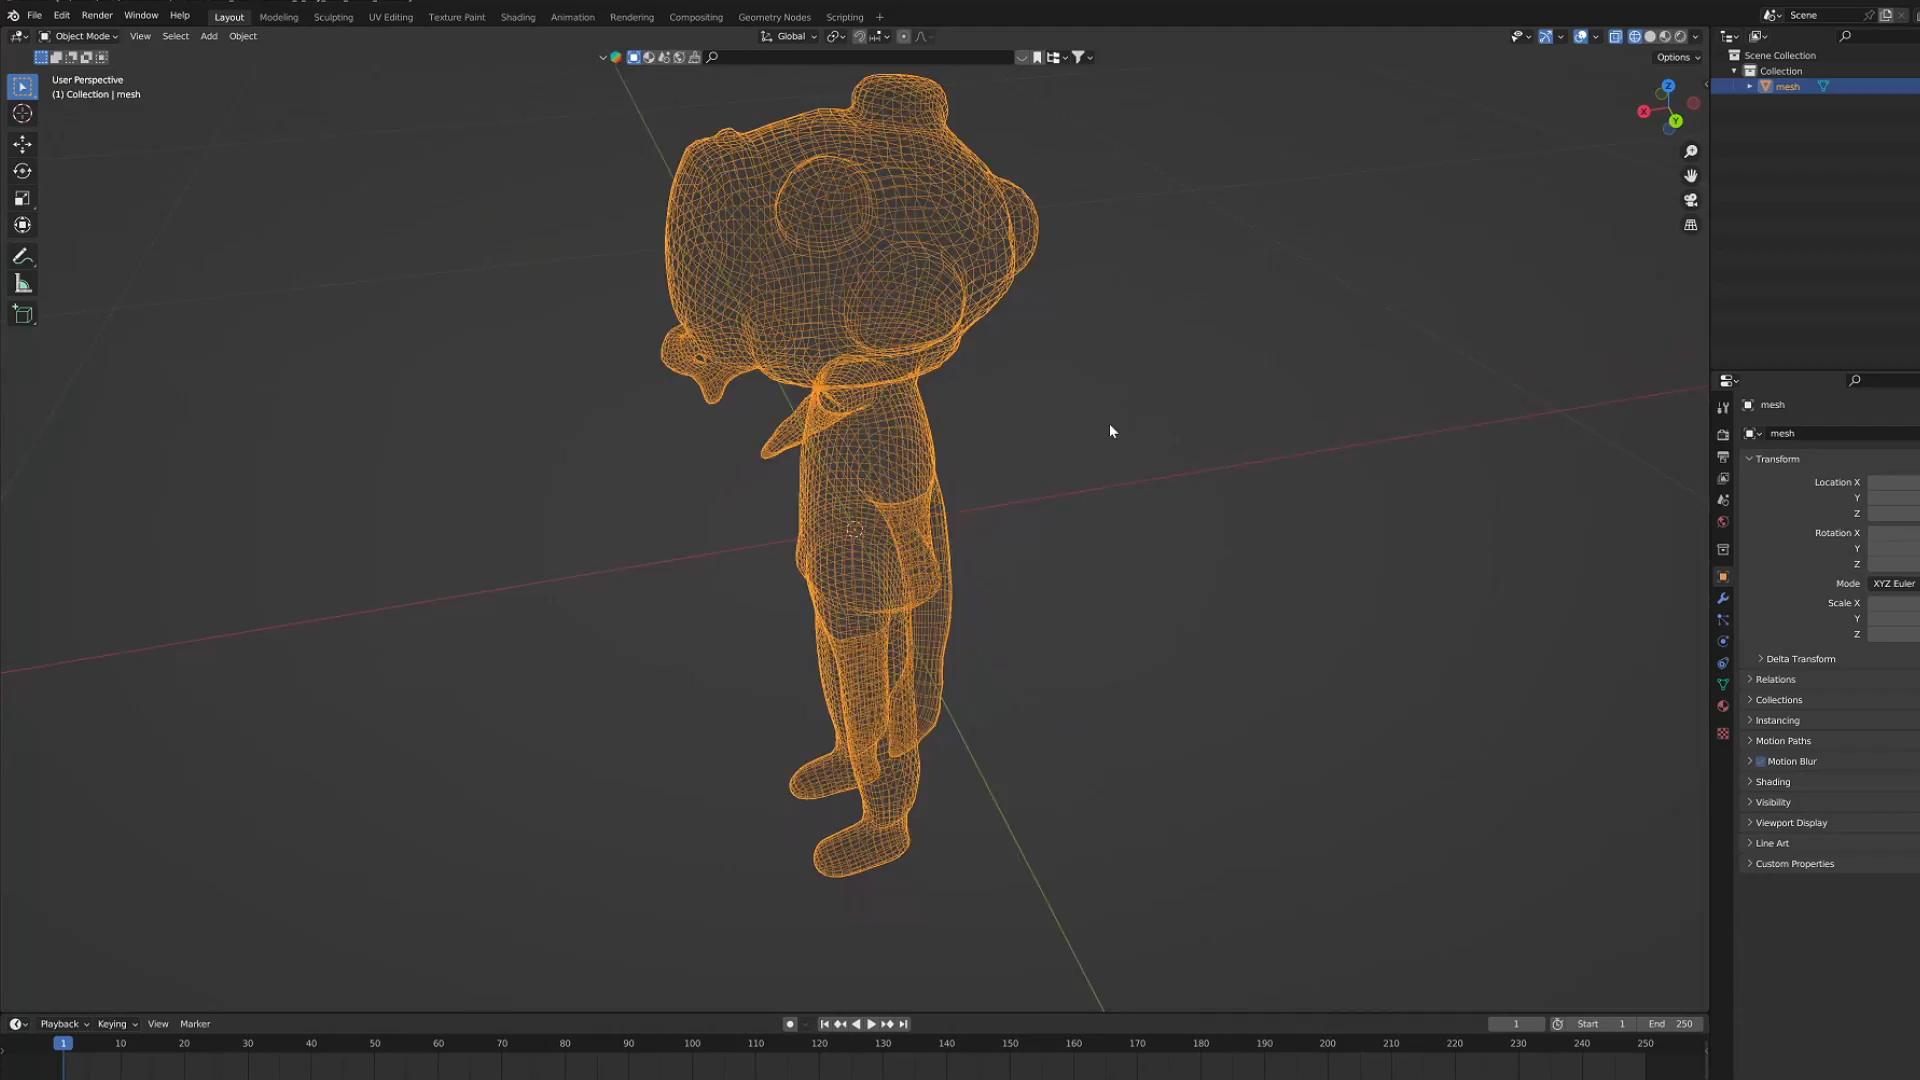 File Edit Render Window Help Layout Modeling Sculpting UV Editing Texture Paint Shading Animation Rendering Compositing Geometry Nodes Scripting + Scene
Object Mode View Select Add Object Global
Options
User Perspective
(1) Collection | mesh
Z
X
Y
Scene Collection
Collection
mesh
mesh
mesh
Transform
Location X
Y
Z
Rotation X
Y
Z
Mode XYZ Euler
Scale X
Y
Z
Delta Transform
Relations
Collections
Instancing
Motion Paths
Motion Blur
Shading
Visibility
Viewport Display
Line Art
Custom Properties
Playback Keying View Marker 1 Start 1 End 250
1 10 20 30 40 50 60 70 80 90 100 110 120 130 140 150 160 170 180 190 200 210 220 230 240 250